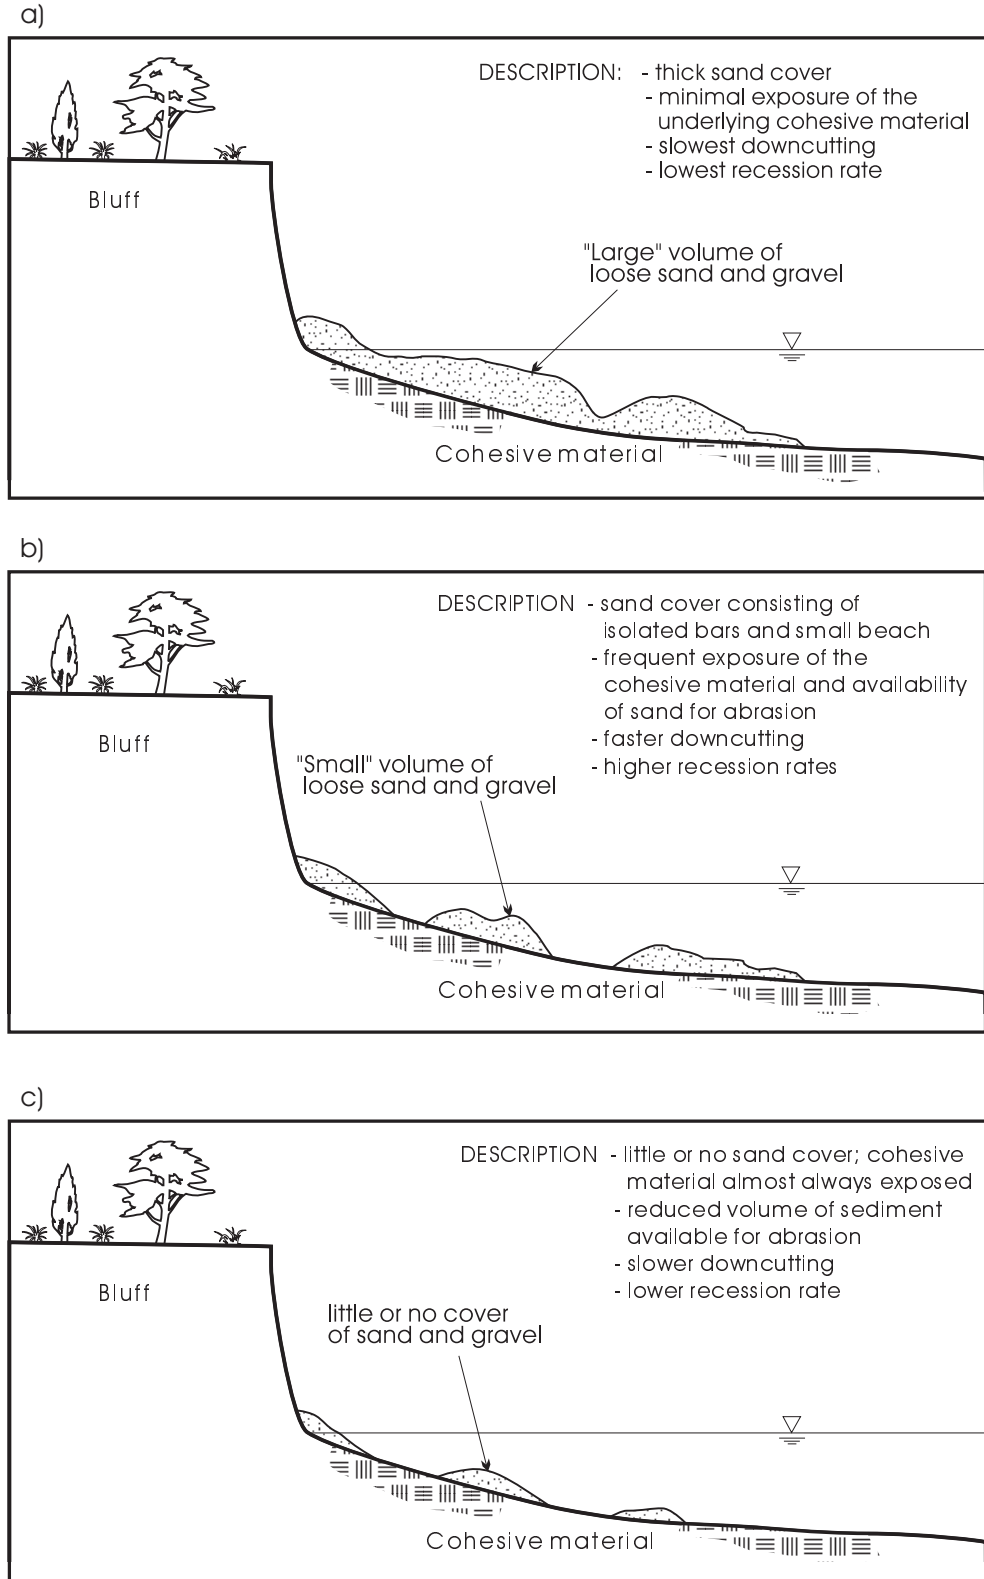 a)
DESCRIPTION: - thick sand cover
- minimal exposure of the
underlying cohesive material
- slowest downcutting
- lowest recession rate
Bluff
"Large" volume of
loose sand and gravel
Cohesive material
b)
DESCRIPTION - sand cover consisting of
isolated bars and small beach
- frequent exposure of the
cohesive material and availability
of sand for abrasion
- faster downcutting
- higher recession rates
Bluff
"Small" volume of
loose sand and gravel
Cohesive material
c)
DESCRIPTION - little or no sand cover; cohesive
material almost always exposed
- reduced volume of sediment
available for abrasion
- slower downcutting
- lower recession rate
Bluff
little or no cover
of sand and gravel
Cohesive material